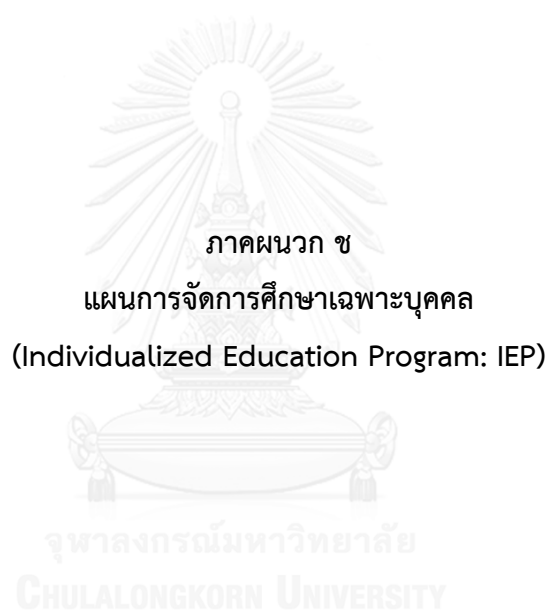 ภาคผนวก ช
แผนการจัดการศึกษาเฉพาะบุคคล
(Individualized Education Program: IEP)
จุฬาลงกรณ์มหาวิทยาลัย
CHULALONGKORN UNIVERSITY